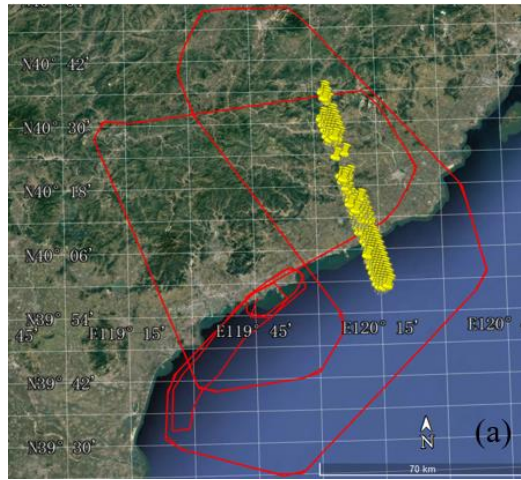 N40° 42'
N40° 30'
N40° 18'
N40° 06'
N39° 54'
45' E119° 15' E119° 45' E120° 15' E120°
N39° 42'
N39° 30'
N
(a)
70 km